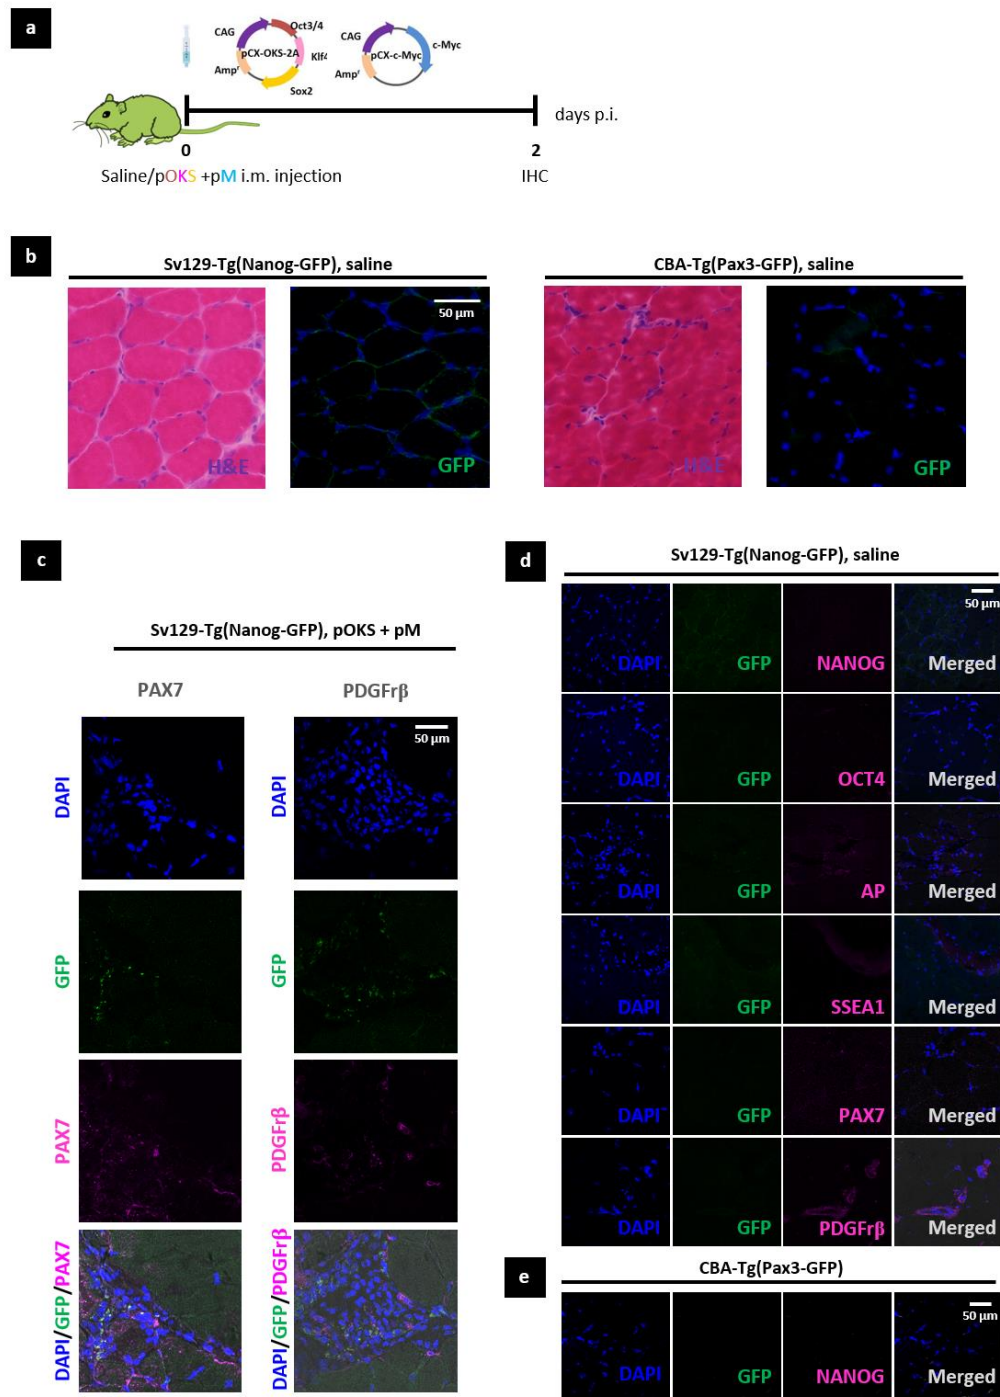 a
CAG
Oct3/4
pCX-OKS-2A
Klf4
Ampʳ
Sox2
CAG
c-Myc
pCX-c-Myc
Ampʳ
days p.i.
0
2
Saline/pOKS +pM i.m. injection
IHC
b
Sv129-Tg(Nanog-GFP), saline
CBA-Tg(Pax3-GFP), saline
50 µm
H&E
GFP
H&E
GFP
c
Sv129-Tg(Nanog-GFP), pOKS + pM
PAX7
PDGFrβ
50 µm
DAPI
DAPI
GFP
GFP
PAX7
PDGFrβ
DAPI/GFP/PAX7
DAPI/GFP/PDGFrβ
d
Sv129-Tg(Nanog-GFP), saline
50 µm
DAPI
GFP
NANOG
Merged
DAPI
GFP
OCT4
Merged
DAPI
GFP
AP
Merged
DAPI
GFP
SSEA1
Merged
DAPI
GFP
PAX7
Merged
DAPI
GFP
PDGFrβ
Merged
e
CBA-Tg(Pax3-GFP)
50 µm
DAPI
GFP
NANOG
Merged